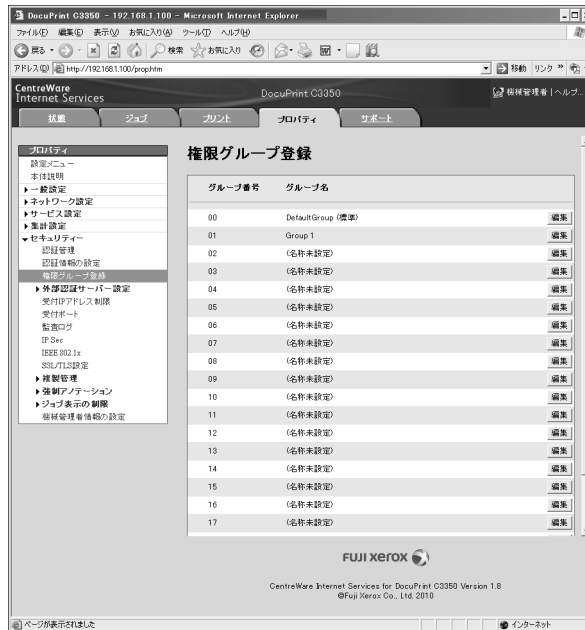 DocuPrint C3350 - 192.168.1.100 - Microsoft Internet Explorer
ファイル(F) 編集(E) 表示(V) お気に入り(A) ツール(T) ヘルプ(H)
戻る 検索 お気に入り
アドレス(D) http://192.168.1.100/prop.htm 移動 リンク »
CentreWare
Internet Services
DocuPrint C3350
機械管理者 | ヘルプ...
状態 ジョブ プリント プロパティ サポート
プロパティ
設定メニュー
本体説明
一般設定
ネットワーク設定
サービス設定
集計設定
セキュリティー
認証管理
認証情報の設定
権限グループ登録
外部認証サーバー設定
受付IPアドレス制限
受付ポート
監査ログ
IP Sec
IEEE 802.1x
SSL/TLS設定
複製管理
強制アノテーション
ジョブ表示の制限
機械管理者情報の設定
権限グループ登録
グループ番号 グループ名
00 DefaultGroup (標準) 編集
01 Group 1 編集
02 (名称未設定) 編集
03 (名称未設定) 編集
04 (名称未設定) 編集
05 (名称未設定) 編集
06 (名称未設定) 編集
07 (名称未設定) 編集
08 (名称未設定) 編集
09 (名称未設定) 編集
10 (名称未設定) 編集
11 (名称未設定) 編集
12 (名称未設定) 編集
13 (名称未設定) 編集
14 (名称未設定) 編集
15 (名称未設定) 編集
16 (名称未設定) 編集
17 (名称未設定) 編集
FUJI XEROX
CentreWare Internet Services for DocuPrint C3350 Version 1.8
©Fuji Xerox Co., Ltd. 2010
ページが表示されました インターネット